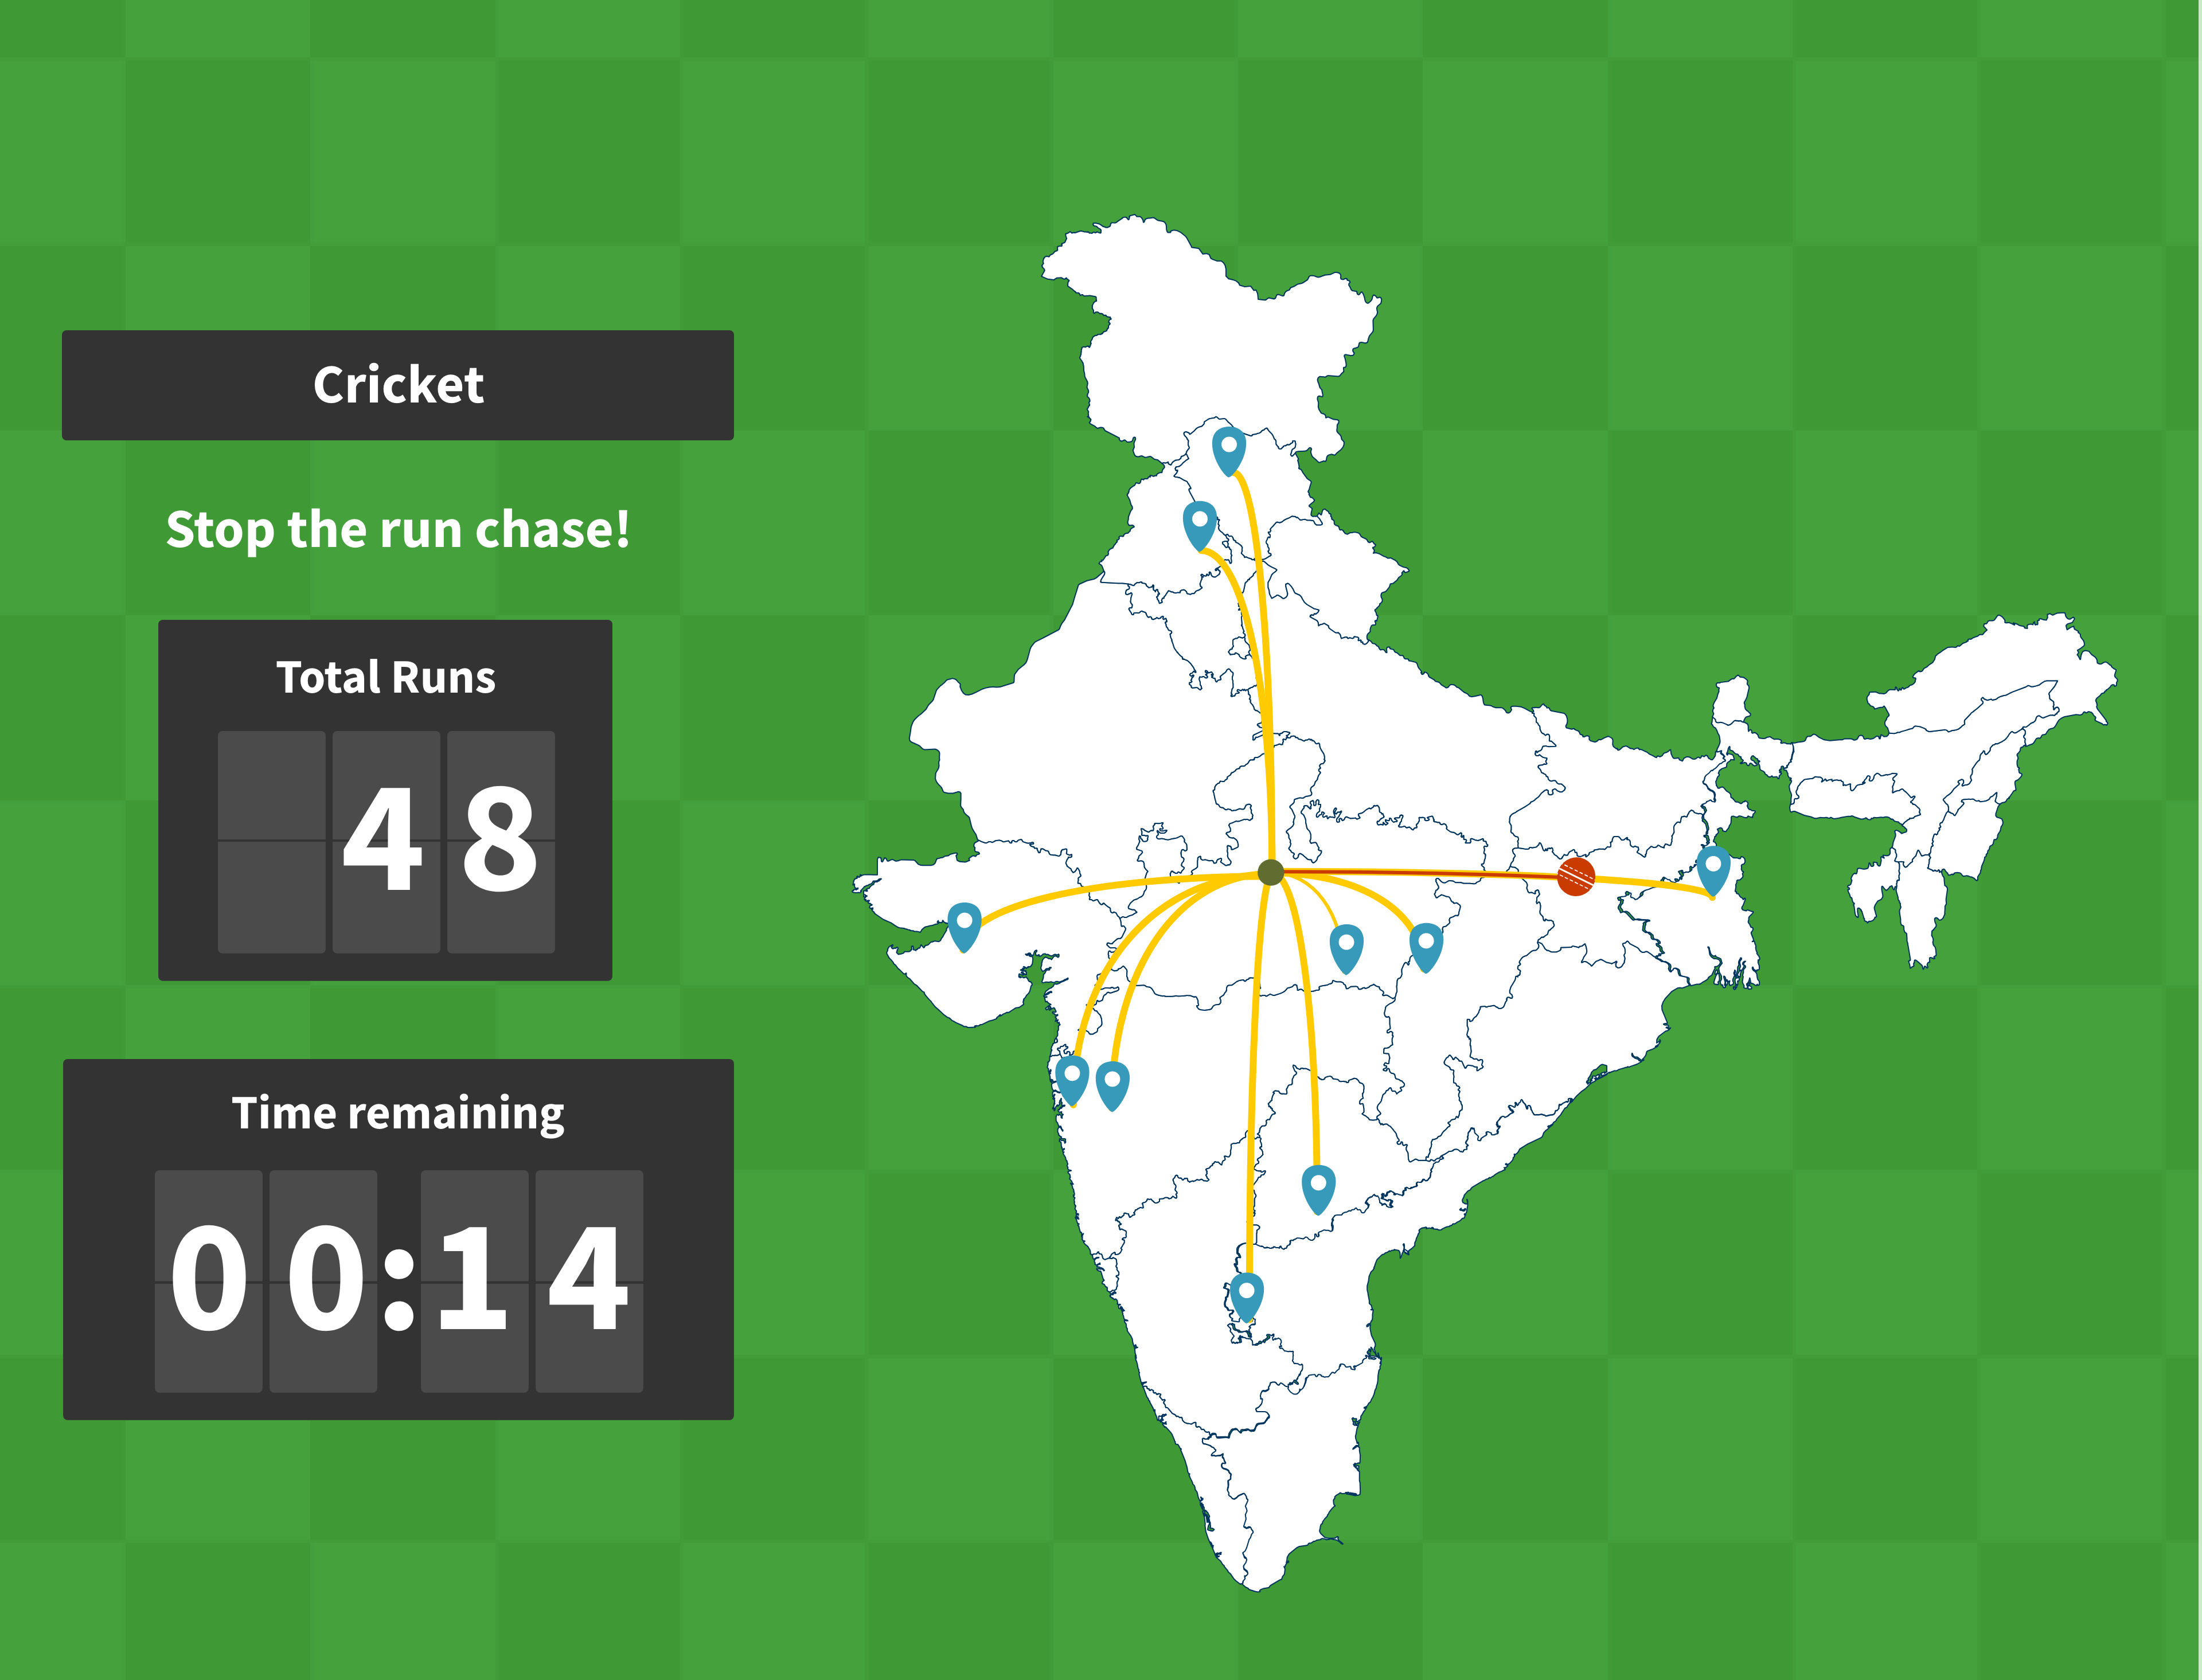 Cricket
Stop the run chase!
Total Runs
48
Time remaining
00:14